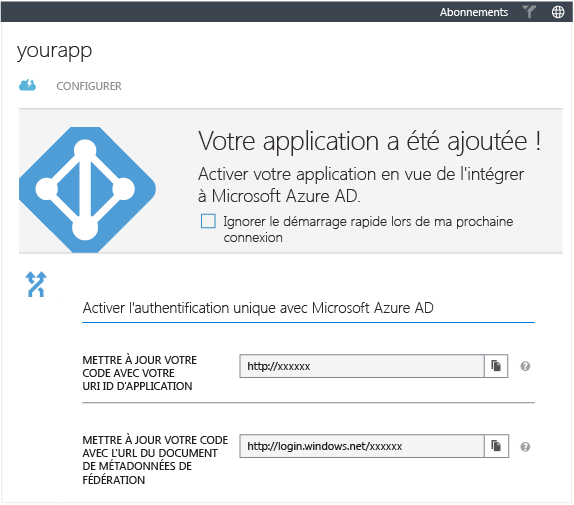 Abonnements
yourapp
CONFIGURER
Votre application a été ajoutée !
Activer votre application en vue de l'intégrer
à Microsoft Azure AD.
Ignorer le démarrage rapide lors de ma prochaine
connexion
Activer l'authentification unique avec Microsoft Azure AD
METTRE À JOUR VOTRE
CODE AVEC VOTRE
URI ID D'APPLICATION
http://xxxxxx
?
METTRE À JOUR VOTRE CODE
AVEC L'URL DU DOCUMENT
DE MÉTADONNÉES DE
FÉDÉRATION
http://login.windows.net/xxxxxx
?